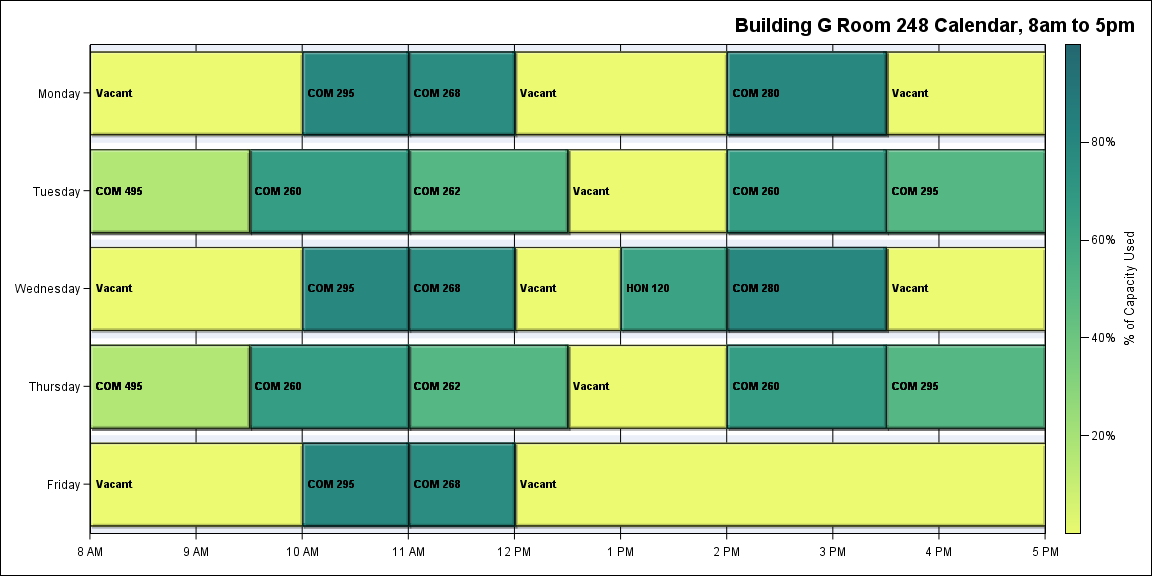 Building G Room 248 Calendar, 8am to 5pm
Monday
Vacant
COM 295
COM 268
Vacant
COM 280
Vacant
Tuesday
COM 495
COM 260
COM 262
Vacant
COM 260
COM 295
Wednesday
Vacant
COM 295
COM 268
Vacant
HON 120
COM 280
Vacant
Thursday
COM 495
COM 260
COM 262
Vacant
COM 260
COM 295
Friday
Vacant
COM 295
COM 268
Vacant
8 AM
9 AM
10 AM
11 AM
12 PM
1 PM
2 PM
3 PM
4 PM
5 PM
80%
60%
40%
20%
% of Capacity Used